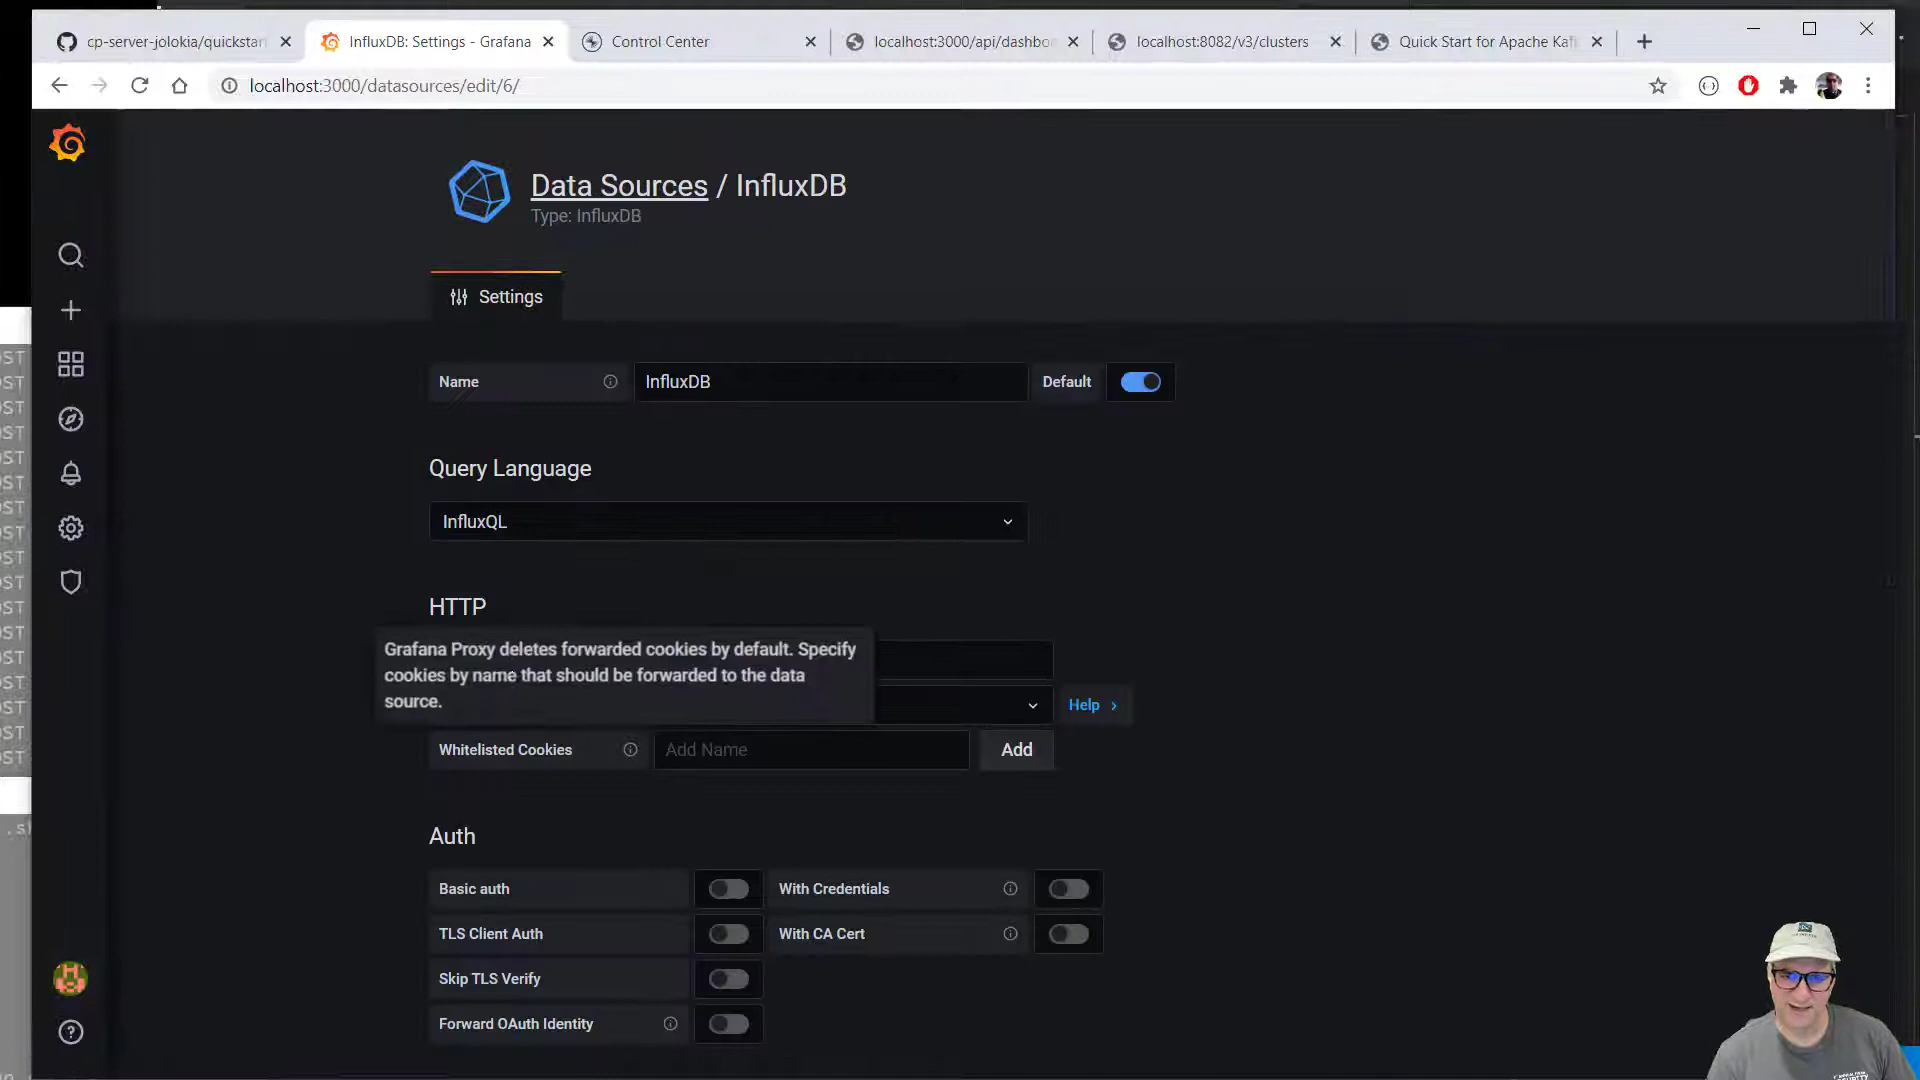 cp-server-jolokia/quickstar
InfluxDB: Settings - Grafana
Control Center
localhost:3000/api/dashbo
localhost:8082/v3/clusters
Quick Start for Apache Kaf
localhost:3000/datasources/edit/6/
Data Sources / InfluxDB
Type: InfluxDB
Settings
Name
InfluxDB
Default
Query Language
InfluxQL
HTTP
Grafana Proxy deletes forwarded cookies by default. Specify
cookies by name that should be forwarded to the data
source.
Help
Whitelisted Cookies
Add Name
Add
Auth
Basic auth
With Credentials
TLS Client Auth
With CA Cert
Skip TLS Verify
Forward OAuth Identity